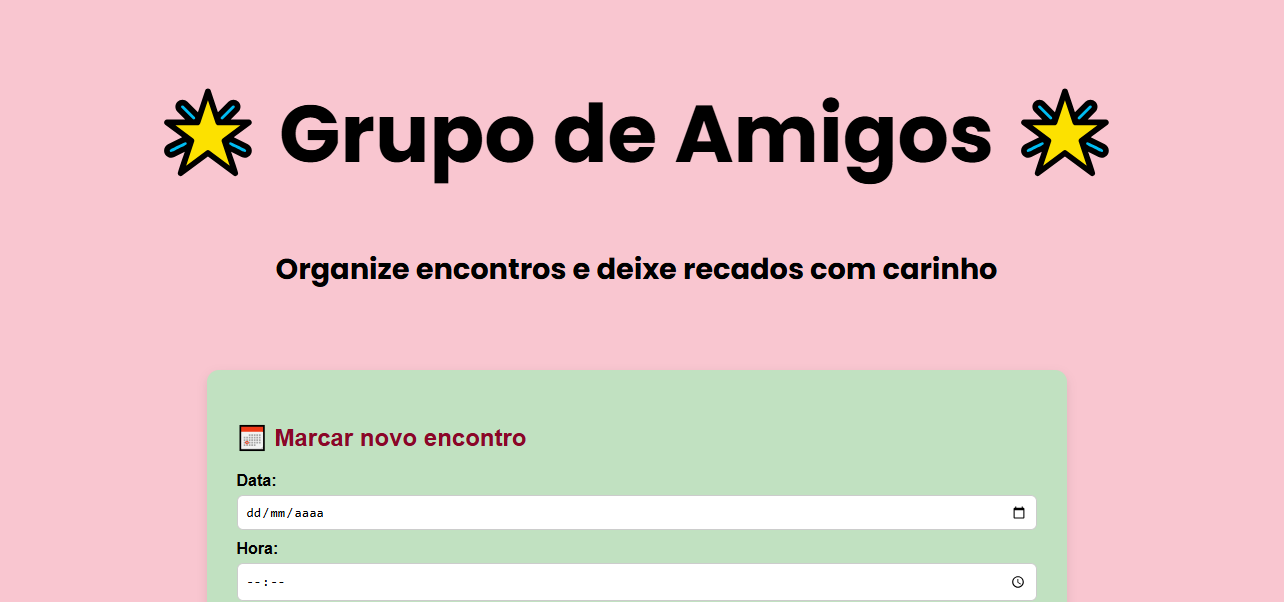 Grupo de Amigos
Organize encontros e deixe recados com carinho
Marcar novo encontro
Data:
dd/mm/aaaa
Hora:
--:--